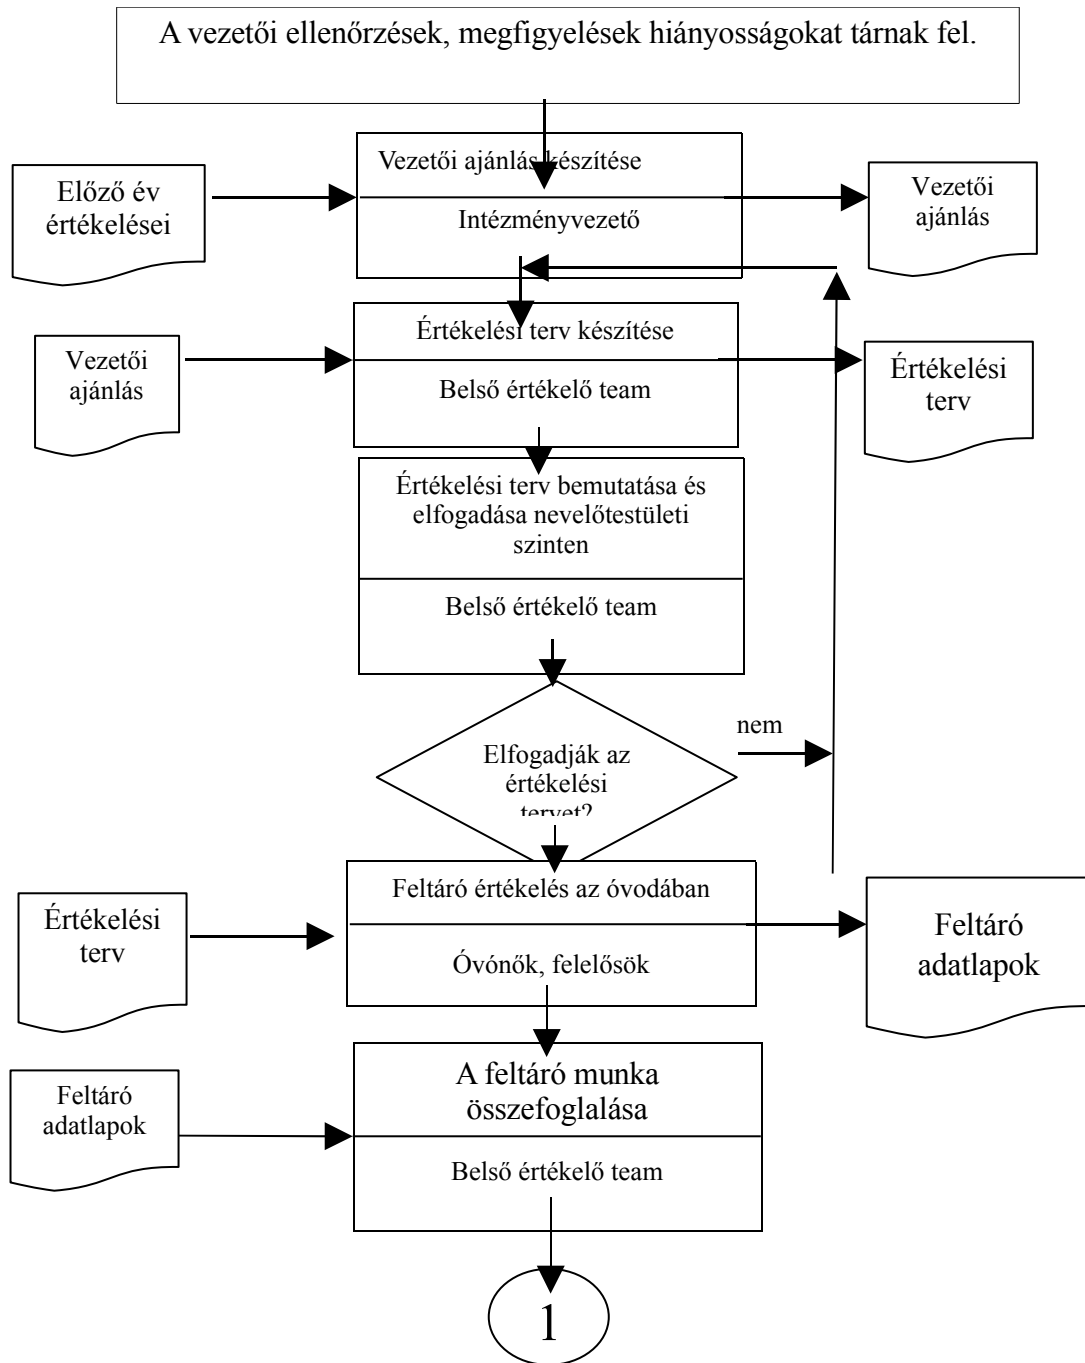 A vezetői ellenőrzések, megfigyelések hiányosságokat tárnak fel.
Vezetői ajánlás készítése
Előző év
értékelései
Intézményvezető
Vezetői
ajánlás
Értékelési terv készítése
Vezetői
ajánlás
Belső értékelő team
Értékelési
terv
Értékelési terv bemutatása és
elfogadása nevelőtestületi
szinten
Belső értékelő team
nem
Elfogadják az
értékelési
tervet?
Feltáró értékelés az óvodában
Értékelési
terv
Óvónők, felelősök
Feltáró
adatlapok
A feltáró munka
összefoglalása
Feltáró
adatlapok
Belső értékelő team
1